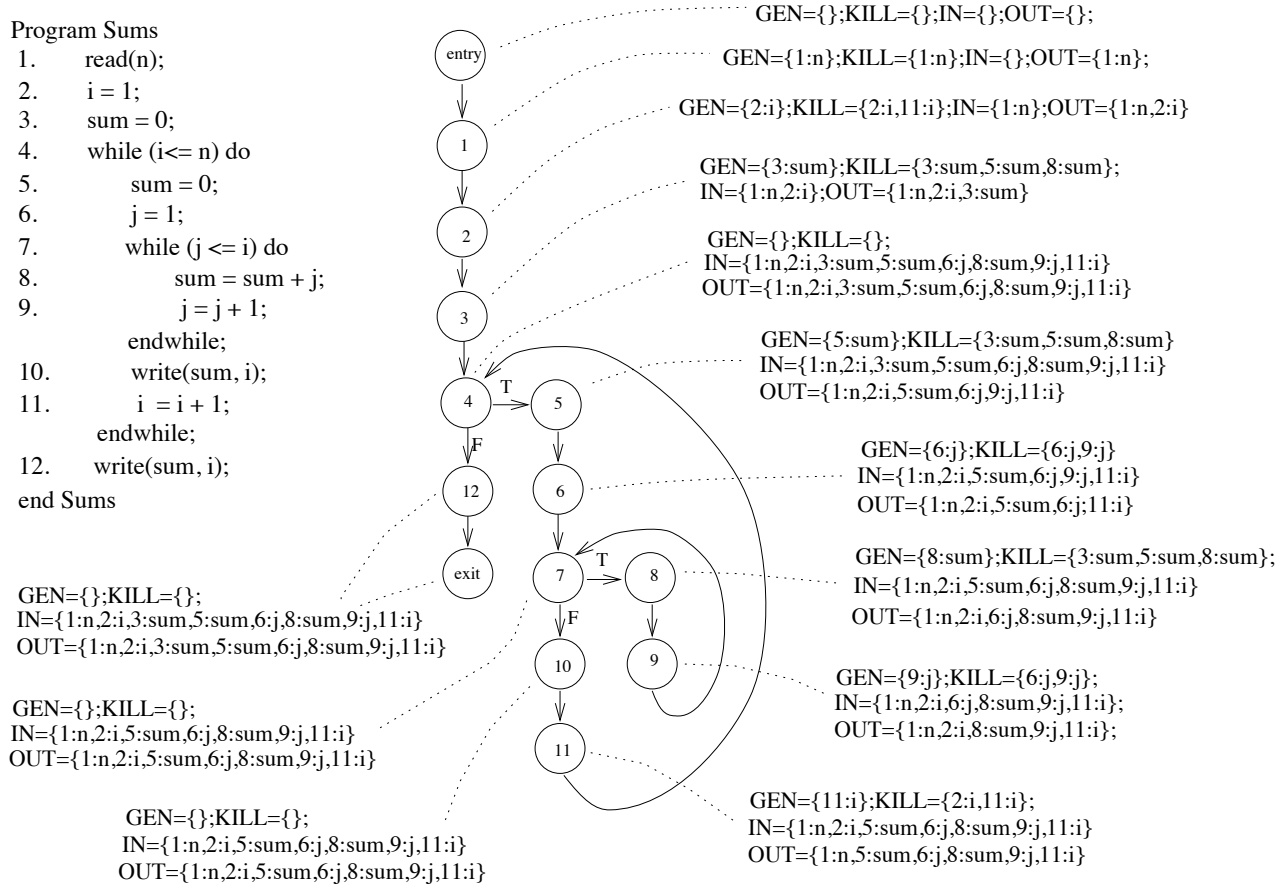 Program Sums
1. read(n);
2. i = 1;
3. sum = 0;
4. while (i<= n) do
5. sum = 0;
6. j = 1;
7. while (j <= i) do
8. sum = sum + j;
9. j = j + 1;
endwhile;
10. write(sum, i);
11. i = i + 1;
endwhile;
12. write(sum, i);
end Sums
entry
1
2
3
4
T
5
F
12
6
exit
7
T
8
F
10
9
11
GEN={};KILL={};IN={};OUT={};
GEN={1:n};KILL={1:n};IN={};OUT={1:n};
GEN={2:i};KILL={2:i,11:i};IN={1:n};OUT={1:n,2:i}
GEN={3:sum};KILL={3:sum,5:sum,8:sum};
IN={1:n,2:i};OUT={1:n,2:i,3:sum}
GEN={};KILL={};
IN={1:n,2:i,3:sum,5:sum,6:j,8:sum,9:j,11:i}
OUT={1:n,2:i,3:sum,5:sum,6:j,8:sum,9:j,11:i}
GEN={5:sum};KILL={3:sum,5:sum,8:sum}
IN={1:n,2:i,3:sum,5:sum,6:j,8:sum,9:j,11:i}
OUT={1:n,2:i,5:sum,6:j,9:j,11:i}
GEN={6:j};KILL={6:j,9:j}
IN={1:n,2:i,5:sum,6:j,9:j,11:i}
OUT={1:n,2:i,5:sum,6:j;11:i}
GEN={8:sum};KILL={3:sum,5:sum,8:sum};
IN={1:n,2:i,5:sum,6:j,8:sum,9:j,11:i}
OUT={1:n,2:i,6:j,8:sum,9:j,11:i}
GEN={9:j};KILL={6:j,9:j};
IN={1:n,2:i,6:j,8:sum,9:j,11:i};
OUT={1:n,2:i,8:sum,9:j,11:i};
GEN={11:i};KILL={2:i,11:i};
IN={1:n,2:i,5:sum,6:j,8:sum,9:j,11:i}
OUT={1:n,5:sum,6:j,8:sum,9:j,11:i}
GEN={};KILL={};
IN={1:n,2:i,3:sum,5:sum,6:j,8:sum,9:j,11:i}
OUT={1:n,2:i,3:sum,5:sum,6:j,8:sum,9:j,11:i}
GEN={};KILL={};
IN={1:n,2:i,5:sum,6:j,8:sum,9:j,11:i}
OUT={1:n,2:i,5:sum,6:j,8:sum,9:j,11:i}
GEN={};KILL={};
IN={1:n,2:i,5:sum,6:j,8:sum,9:j,11:i}
OUT={1:n,2:i,5:sum,6:j,8:sum,9:j,11:i}